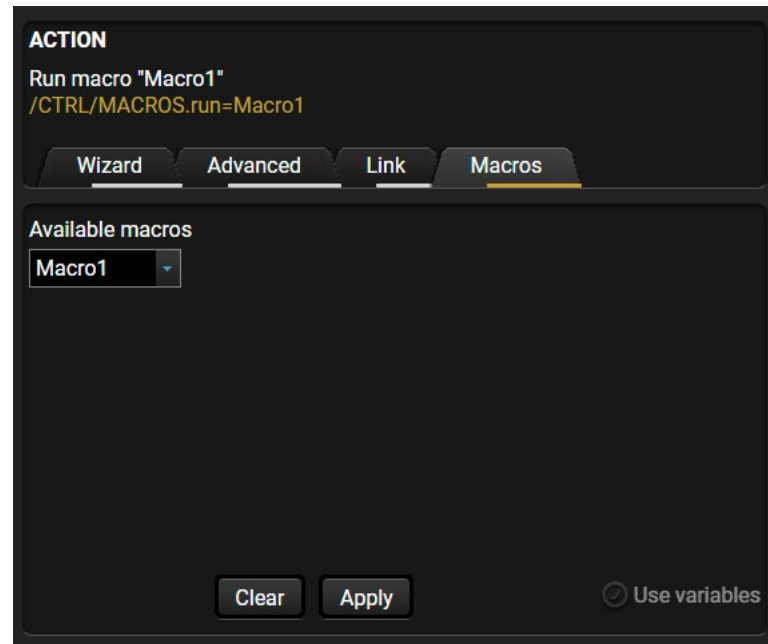 ACTION
Run macro "Macro1"
/CTRL/MACROS.run=Macro1
Wizard Advanced Link Macros
Available macros
Macro1
Clear Apply Use variables